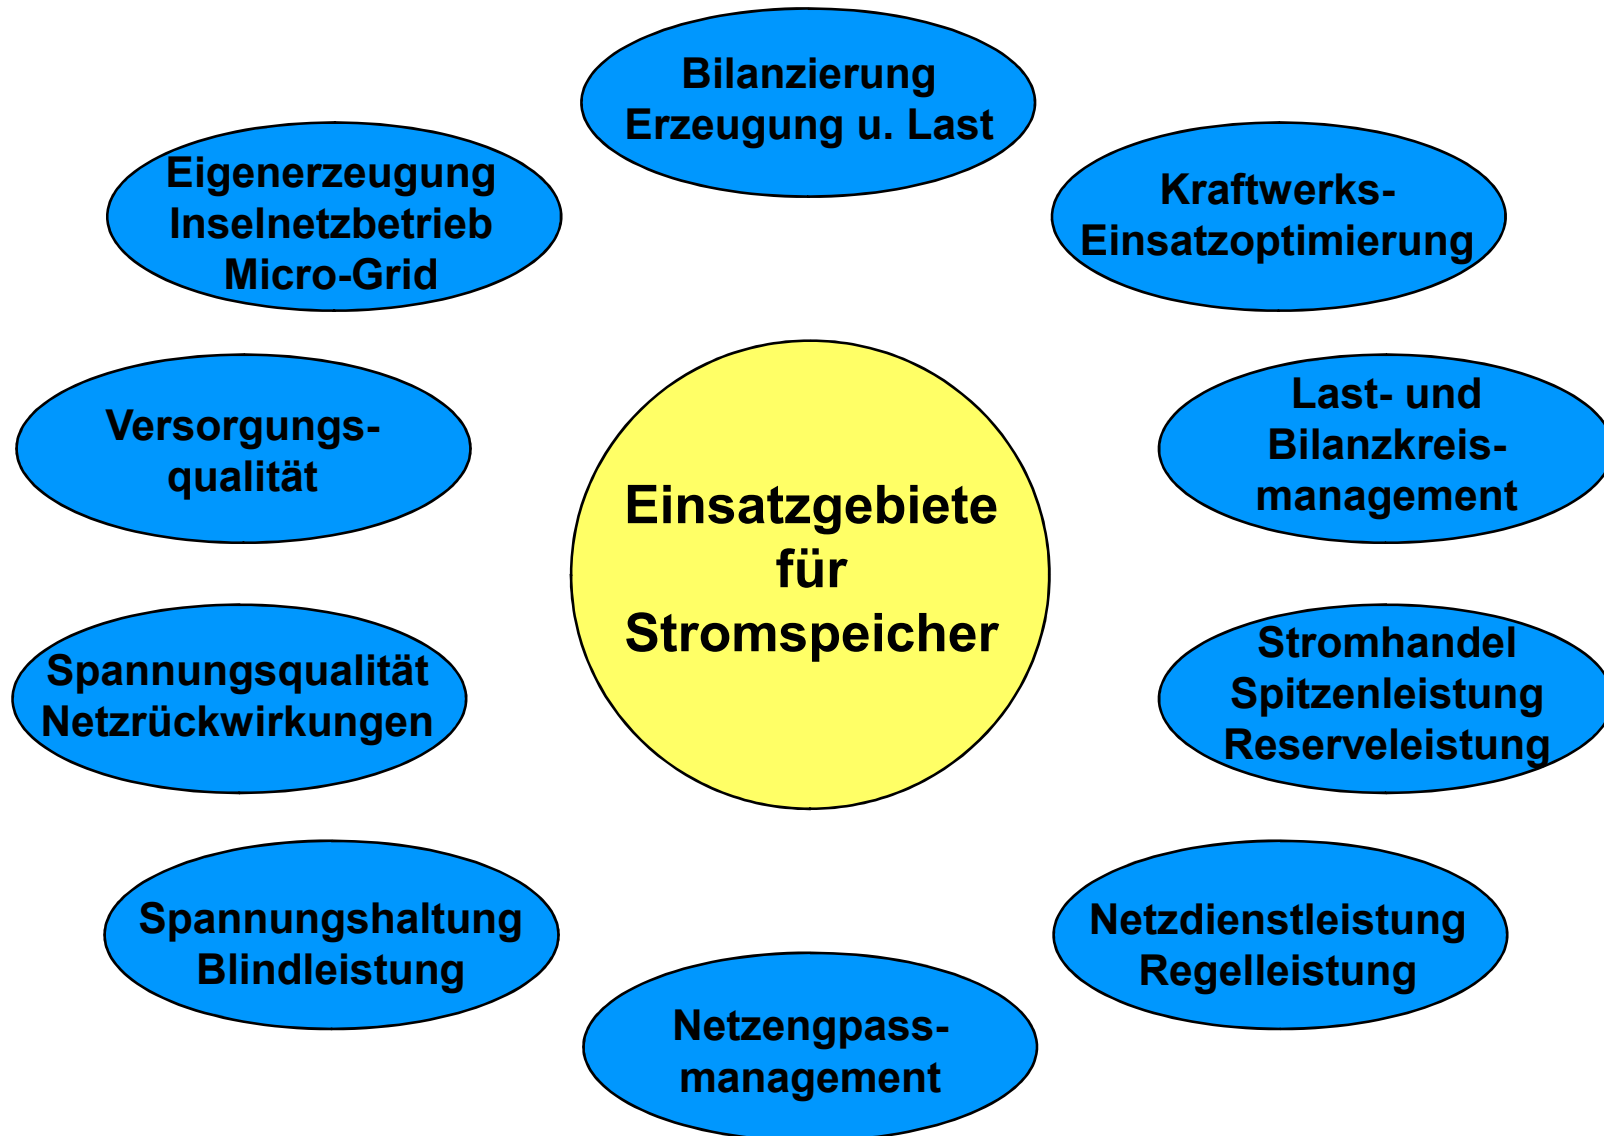 Bilanzierung
Erzeugung u. Last
Eigenerzeugung
Inselnetzbetrieb
Micro-Grid
Kraftwerks-
Einsatzoptimierung
Versorgungs-
qualität
Last- und
Bilanzkreis-
management
Einsatzgebiete
für
Stromspeicher
Spannungsqualität
Netzrückwirkungen
Stromhandel
Spitzenleistung
Reserveleistung
Spannungshaltung
Blindleistung
Netzdienstleistung
Regelleistung
Netzengpass-
management